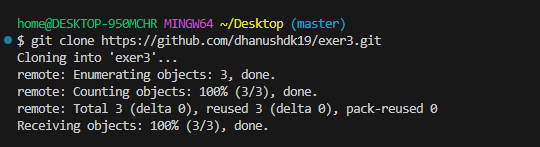 home@DESKTOP-950MCHR MINGW64 ~/Desktop (master)
$ git clone https://github.com/dhanushdk19/exer3.git
Cloning into 'exer3'...
remote: Enumerating objects: 3, done.
remote: Counting objects: 100% (3/3), done.
remote: Total 3 (delta 0), reused 3 (delta 0), pack-reused 0
Receiving objects: 100% (3/3), done.